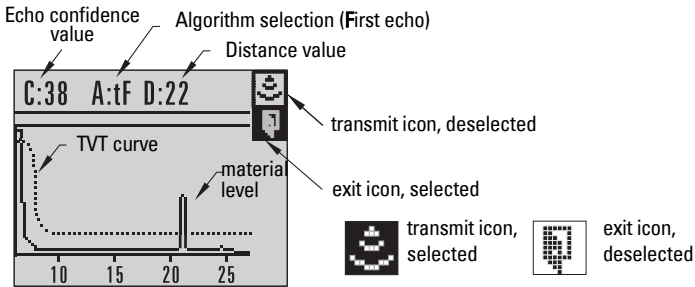 Echo confidence
value
Algorithm selection (First echo)
Distance value
C:38 A:tF D:22
transmit icon, deselected
TVT curve
material
level
exit icon, selected
transmit icon,
selected
exit icon,
deselected
10 15 20 25